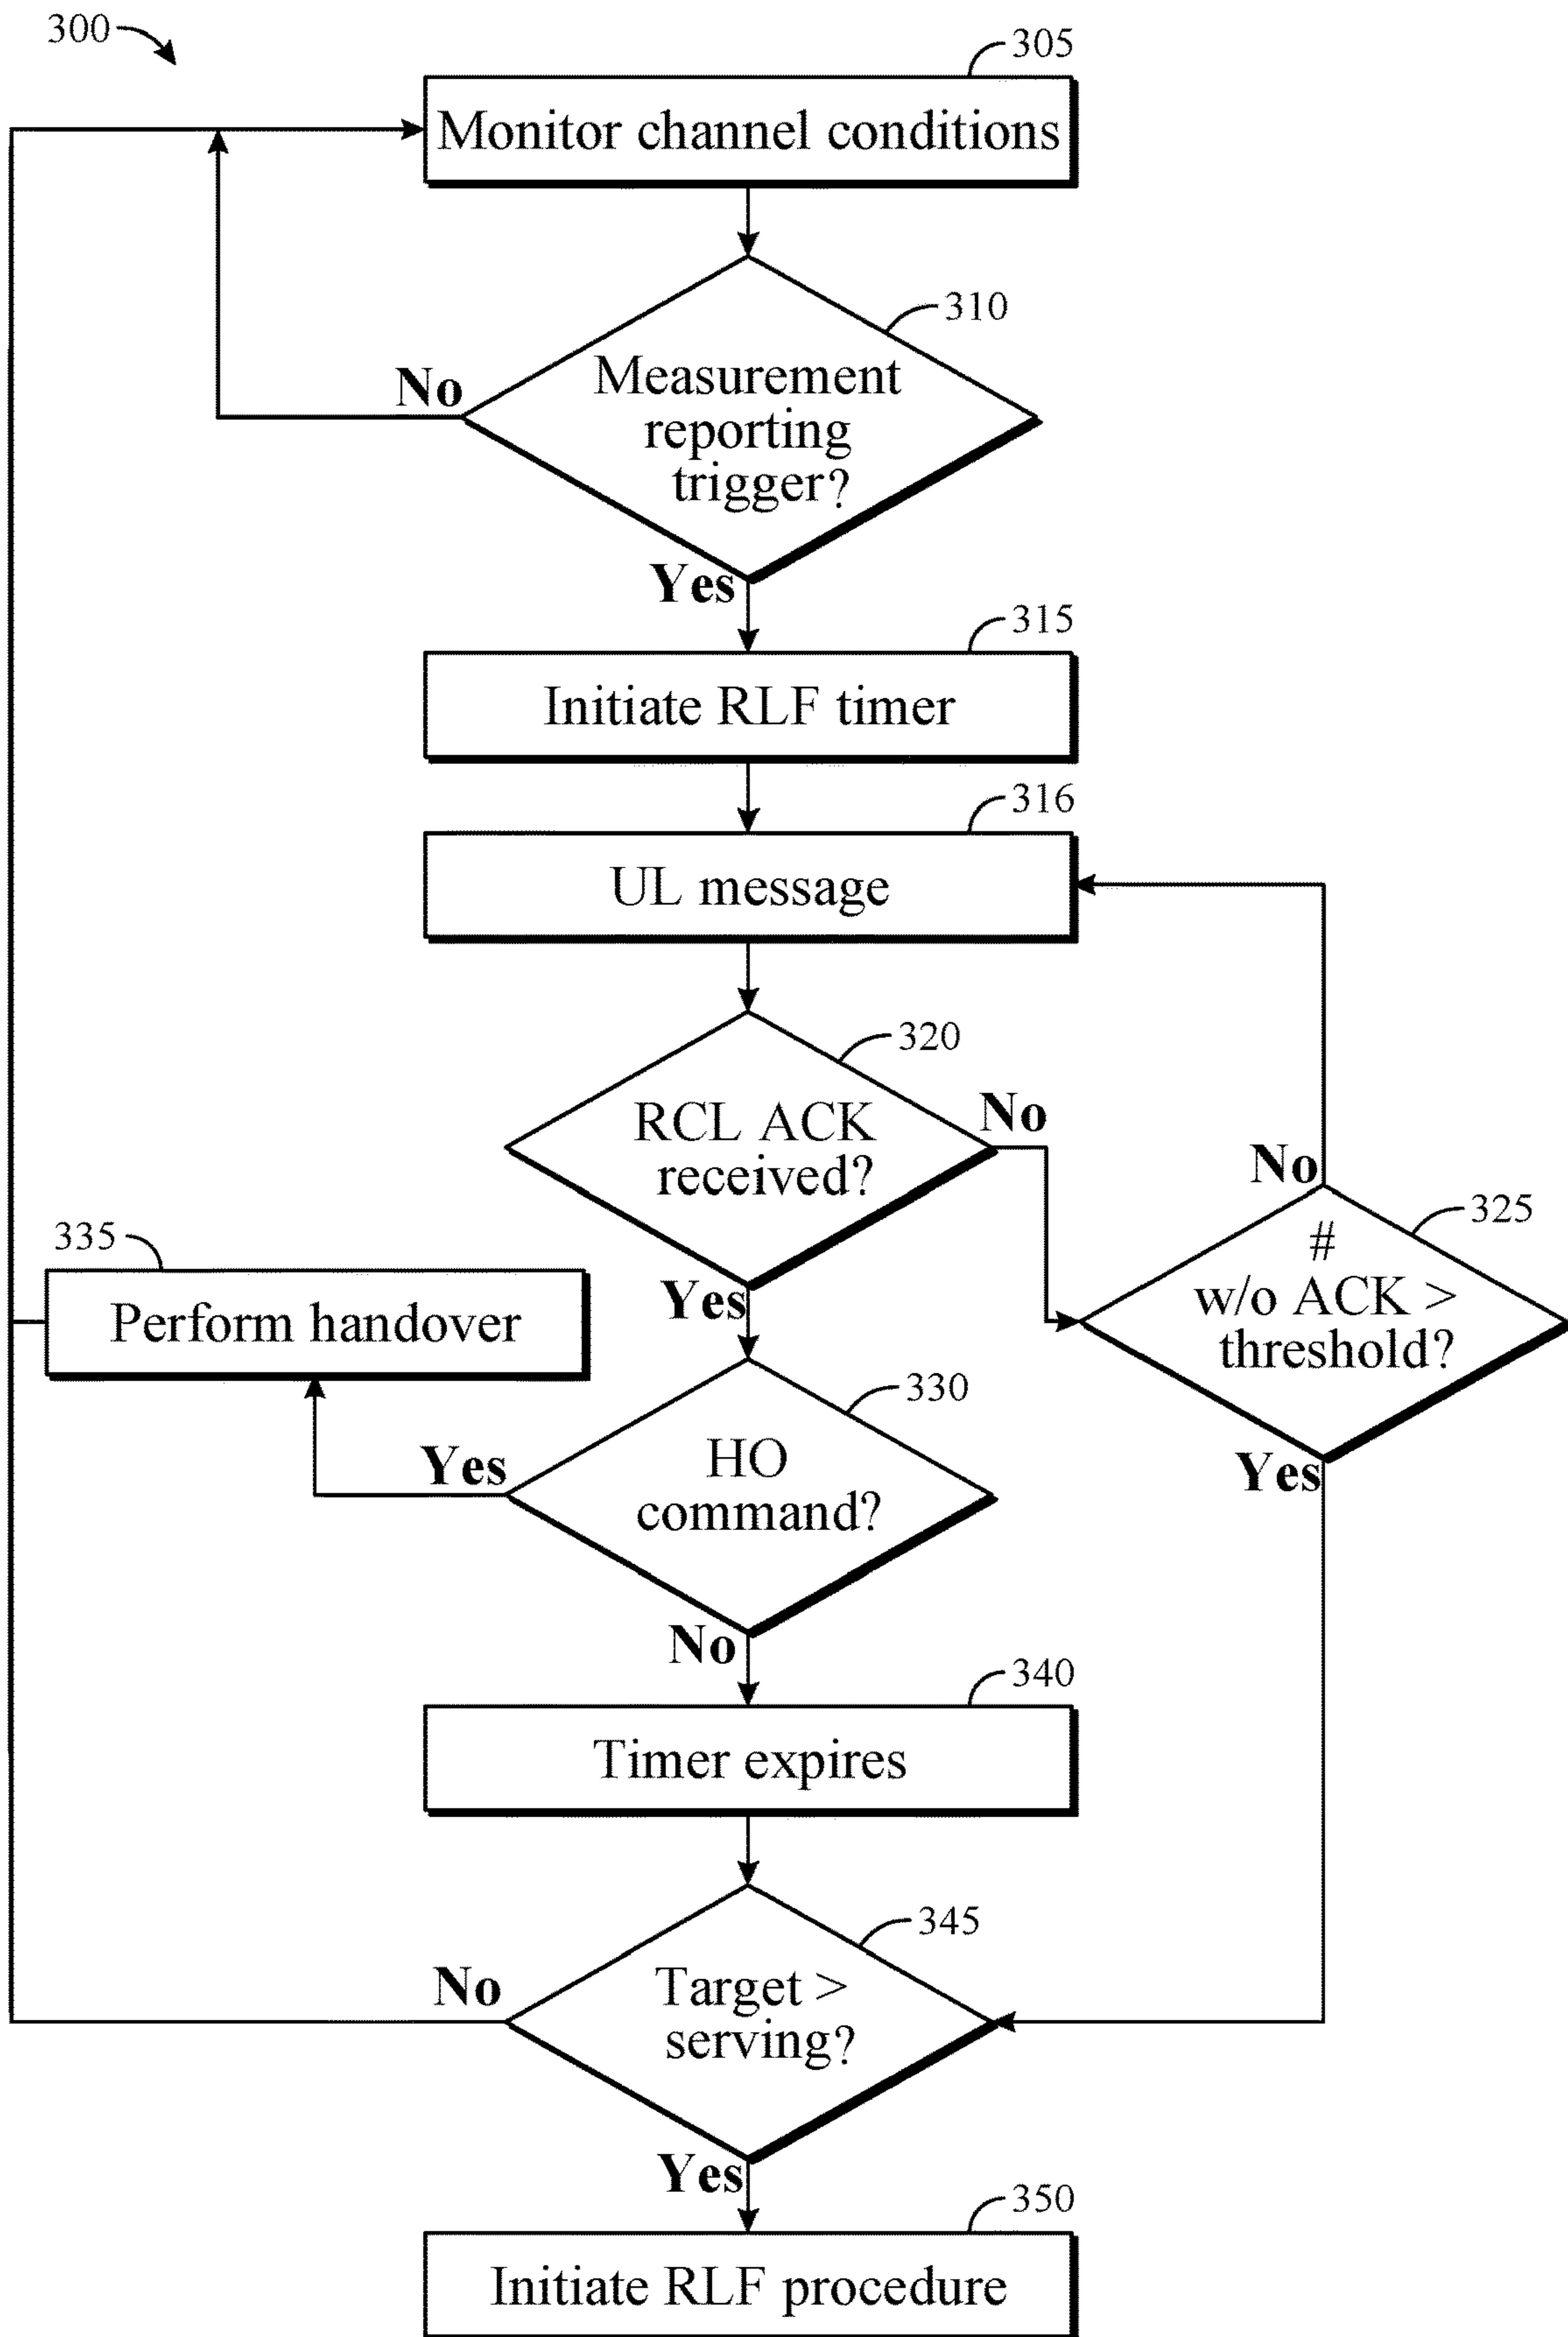 300
305
Monitor channel conditions
310
No
Measurement
reporting
trigger?
Yes
315
Initiate RLF timer
316
UL message
320
RCL ACK
received?
No
No
325
#
w/o ACK >
threshold?
335
Perform handover
Yes
330
Yes
HO
command?
Yes
No
340
Timer expires
345
No
Target >
serving?
Yes
350
Initiate RLF procedure